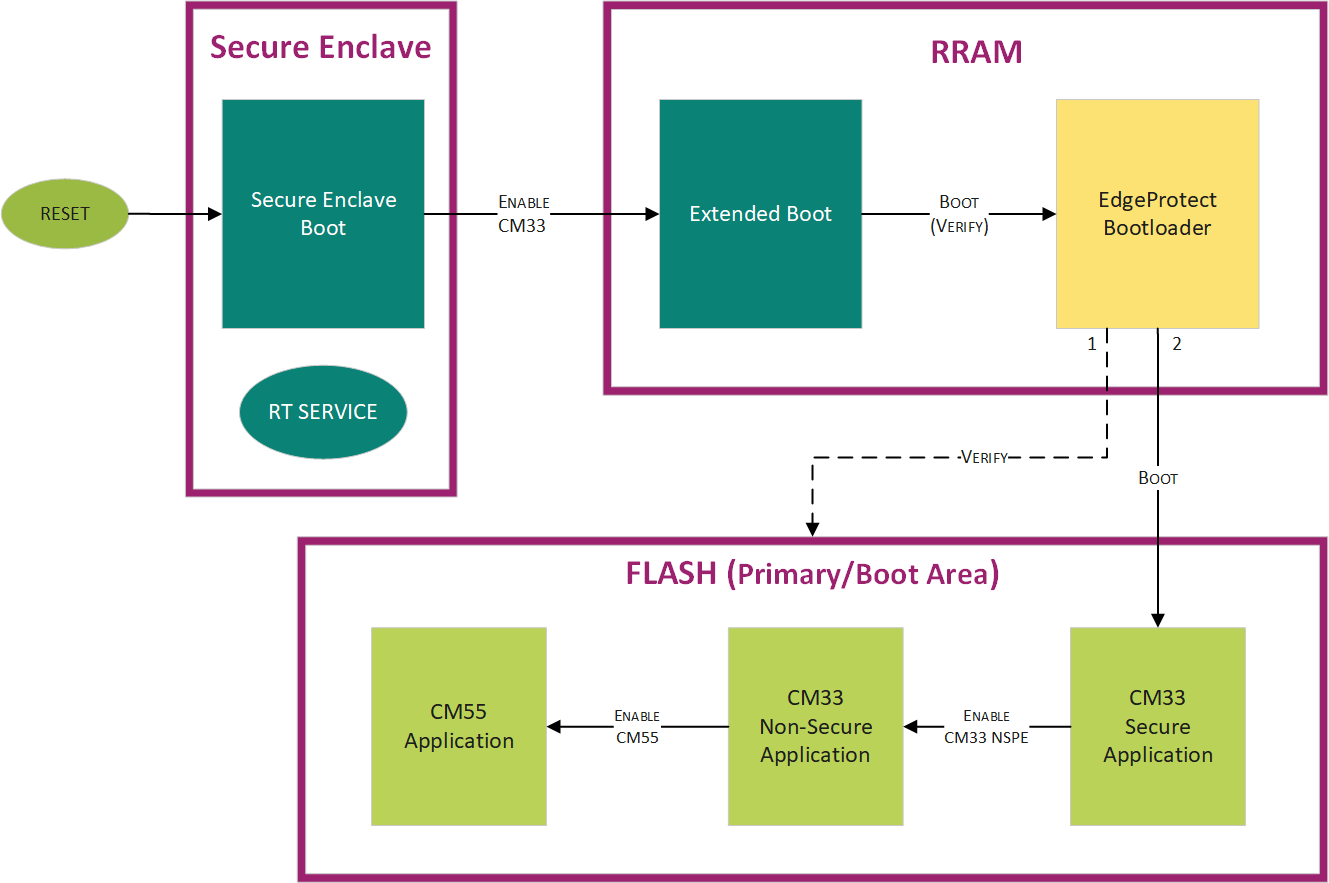 Secure Enclave
RRAM
RESET
Secure Enclave
Boot
ENABLE
CM33
Extended Boot
BOOT
(VERIFY)
EdgeProtect
Bootloader
1
2
RT SERVICE
VERIFY
BOOT
FLASH (Primary/Boot Area)
CM55
Application
ENABLE
CM55
CM33
Non-Secure
Application
ENABLE
CM33 NSPE
CM33
Secure
Application